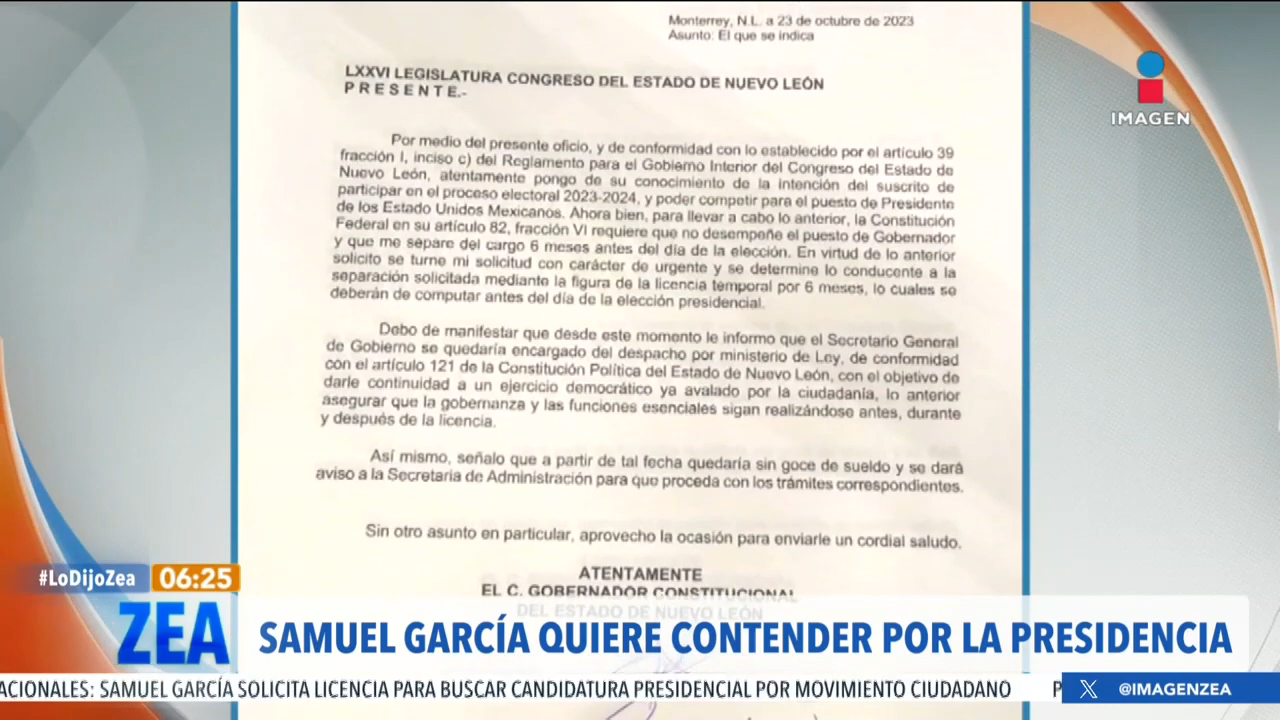 Monterrey, N.L. a 23 de octubre de 2023
Asunto: El que se indica
LXXVI LEGISLATURA CONGRESO DEL ESTADO DE NUEVO LEÓN
P R E S E N T E.-
IMAGEN
Por medio del presente oficio, y de conformidad con lo establecido por el artículo 39
fracción I, inciso c) del Reglamento para el Gobierno Interior del Congreso del Estado de
Nuevo León, atentamente pongo de su conocimiento de la intención del suscrito de
participar en el proceso electoral 2023-2024, y poder competir para el puesto de Presidente
de los Estado Unidos Mexicanos. Ahora bien, para llevar a cabo lo anterior, la Constitución
Federal en su artículo 82, fracción VI requiere que no desempeñe el puesto de Gobernador
y que me separe del cargo 6 meses antes del día de la elección. En virtud de lo anterior
solicito se turne mi solicitud con carácter de urgente y se determine lo conducente a la
separación solicitada mediante la figura de la licencia temporal por 6 meses, lo cuales se
deberán de computar antes del día de la elección presidencial.
Debo de manifestar que desde este momento le informo que el Secretario General
de Gobierno se quedaría encargado del despacho por ministerio de Ley, de conformidad
con el artículo 121 de la Constitución Política del Estado de Nuevo León, con el objetivo de
darle continuidad a un ejercicio democrático ya avalado por la ciudadanía, lo anterior
asegurar que la gobernanza y las funciones esenciales sigan realizándose antes, durante
y después de la licencia.
Así mismo, señalo que a partir de tal fecha quedaría sin goce de sueldo y se dará
aviso a la Secretaria de Administración para que proceda con los trámites correspondientes.
Sin otro asunto en particular, aprovecho la ocasión para enviarle un cordial saludo.
ATENTAMENTE
EL C. GOBERNADOR CONSTITUCIONAL
DEL ESTADO DE NUEVO LEÓN
#LoDijoZea 06:25
ZEA SAMUEL GARCÍA QUIERE CONTENDER POR LA PRESIDENCIA
ACIONALES: SAMUEL GARCÍA SOLICITA LICENCIA PARA BUSCAR CANDIDATURA PRESIDENCIAL POR MOVIMIENTO CIUDADANO P
X @IMAGENZEA